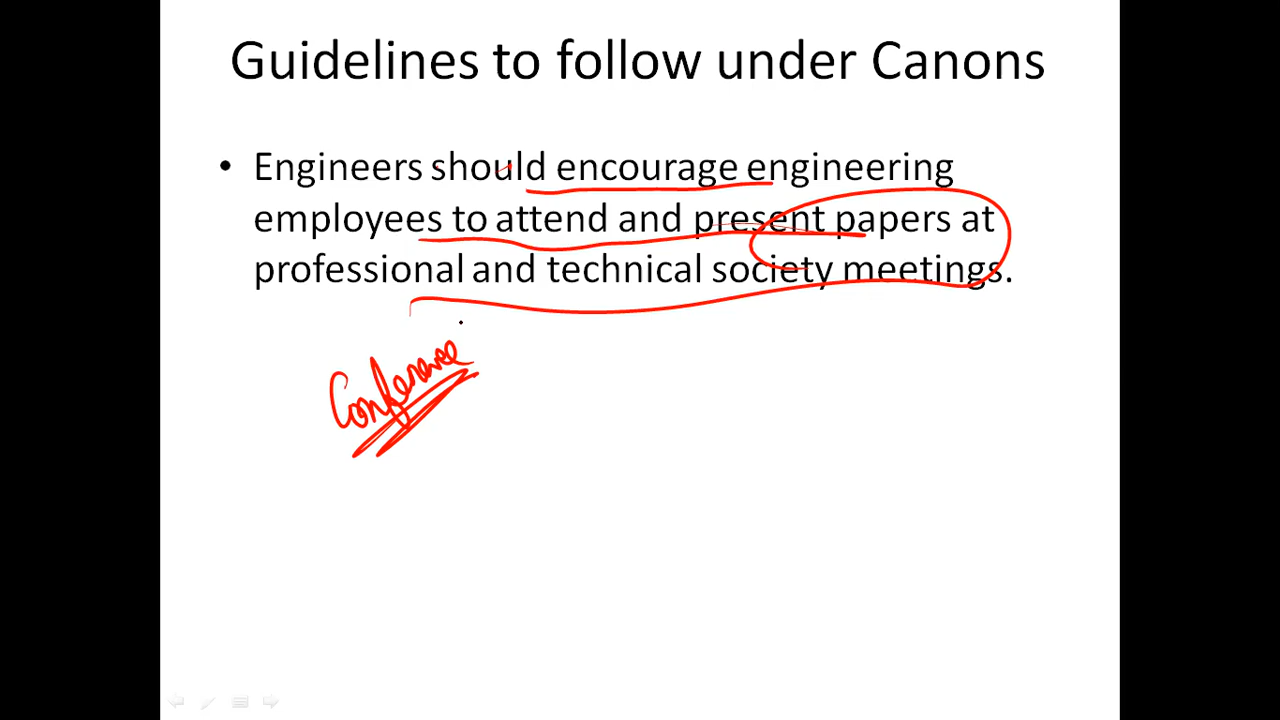 Guidelines to follow under Canons
• Engineers should encourage engineering
employees to attend and present papers at
professional and technical society meetings.
Conference